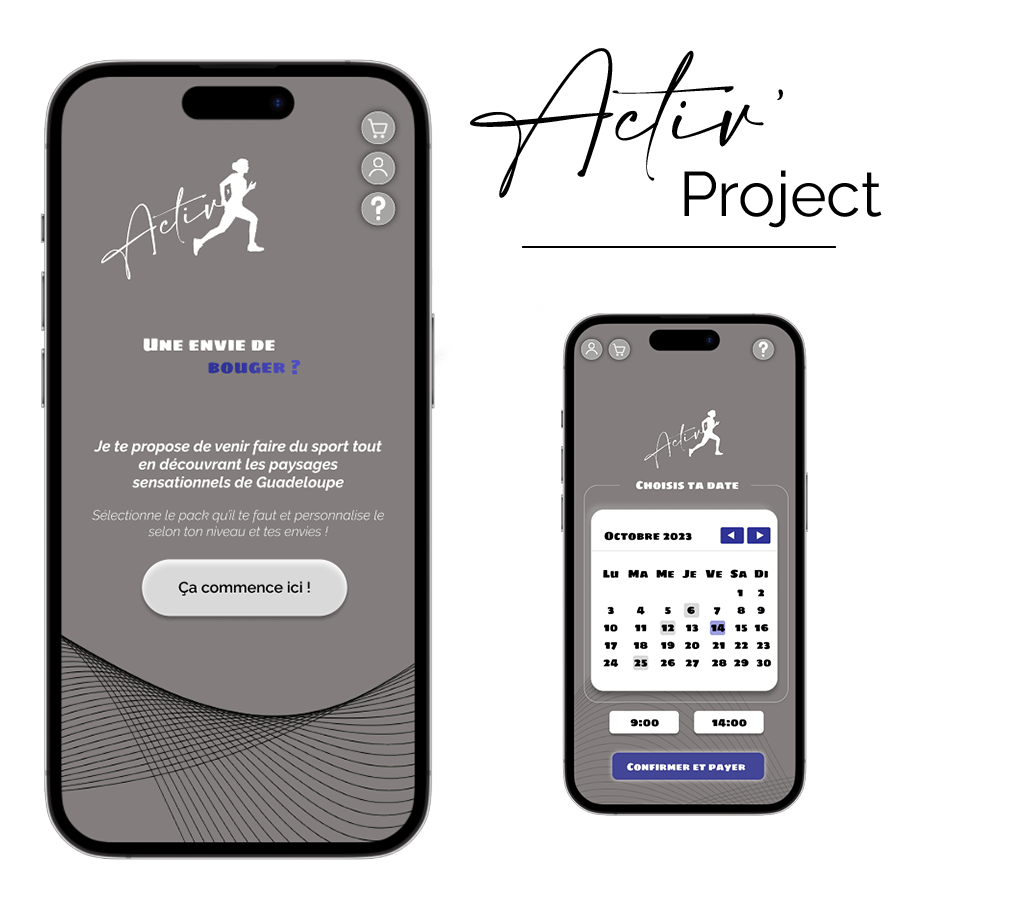 Activ'
Project
Activ
?
Une envie de
bouger ?
Je te propose de venir faire du sport tout
en découvrant les paysages
sensationnels de Guadeloupe
Sélectionne le pack qu'il te faut et personnalise le
selon ton niveau et tes envies !
Ça commence ici !
?
Activ
Choisis ta date
Octobre 2023
Lu Ma Me Je Ve Sa Di
1 2
3 4 5 6 7 8 9
10 11 12 13 14 15 16
17 18 19 20 21 22 23
24 25 26 27 28 29 30
9:00 14:00
Confirmer et payer